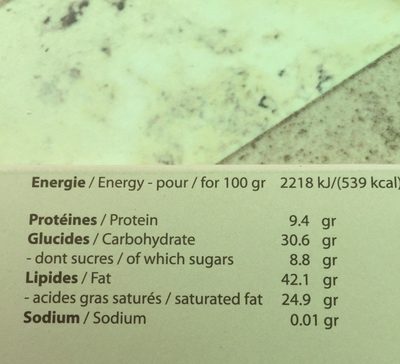 Energie / Energy - pour / for 100 gr 2218 kJ/(539 kcal)
Protéines / Protein 9.4 gr
Glucides / Carbohydrate 30.6 gr
- dont sucres / of which sugars 8.8 gr
Lipides / Fat 42.1 gr
- acides gras saturés / saturated fat 24.9 gr
Sodium / Sodium 0.01 gr